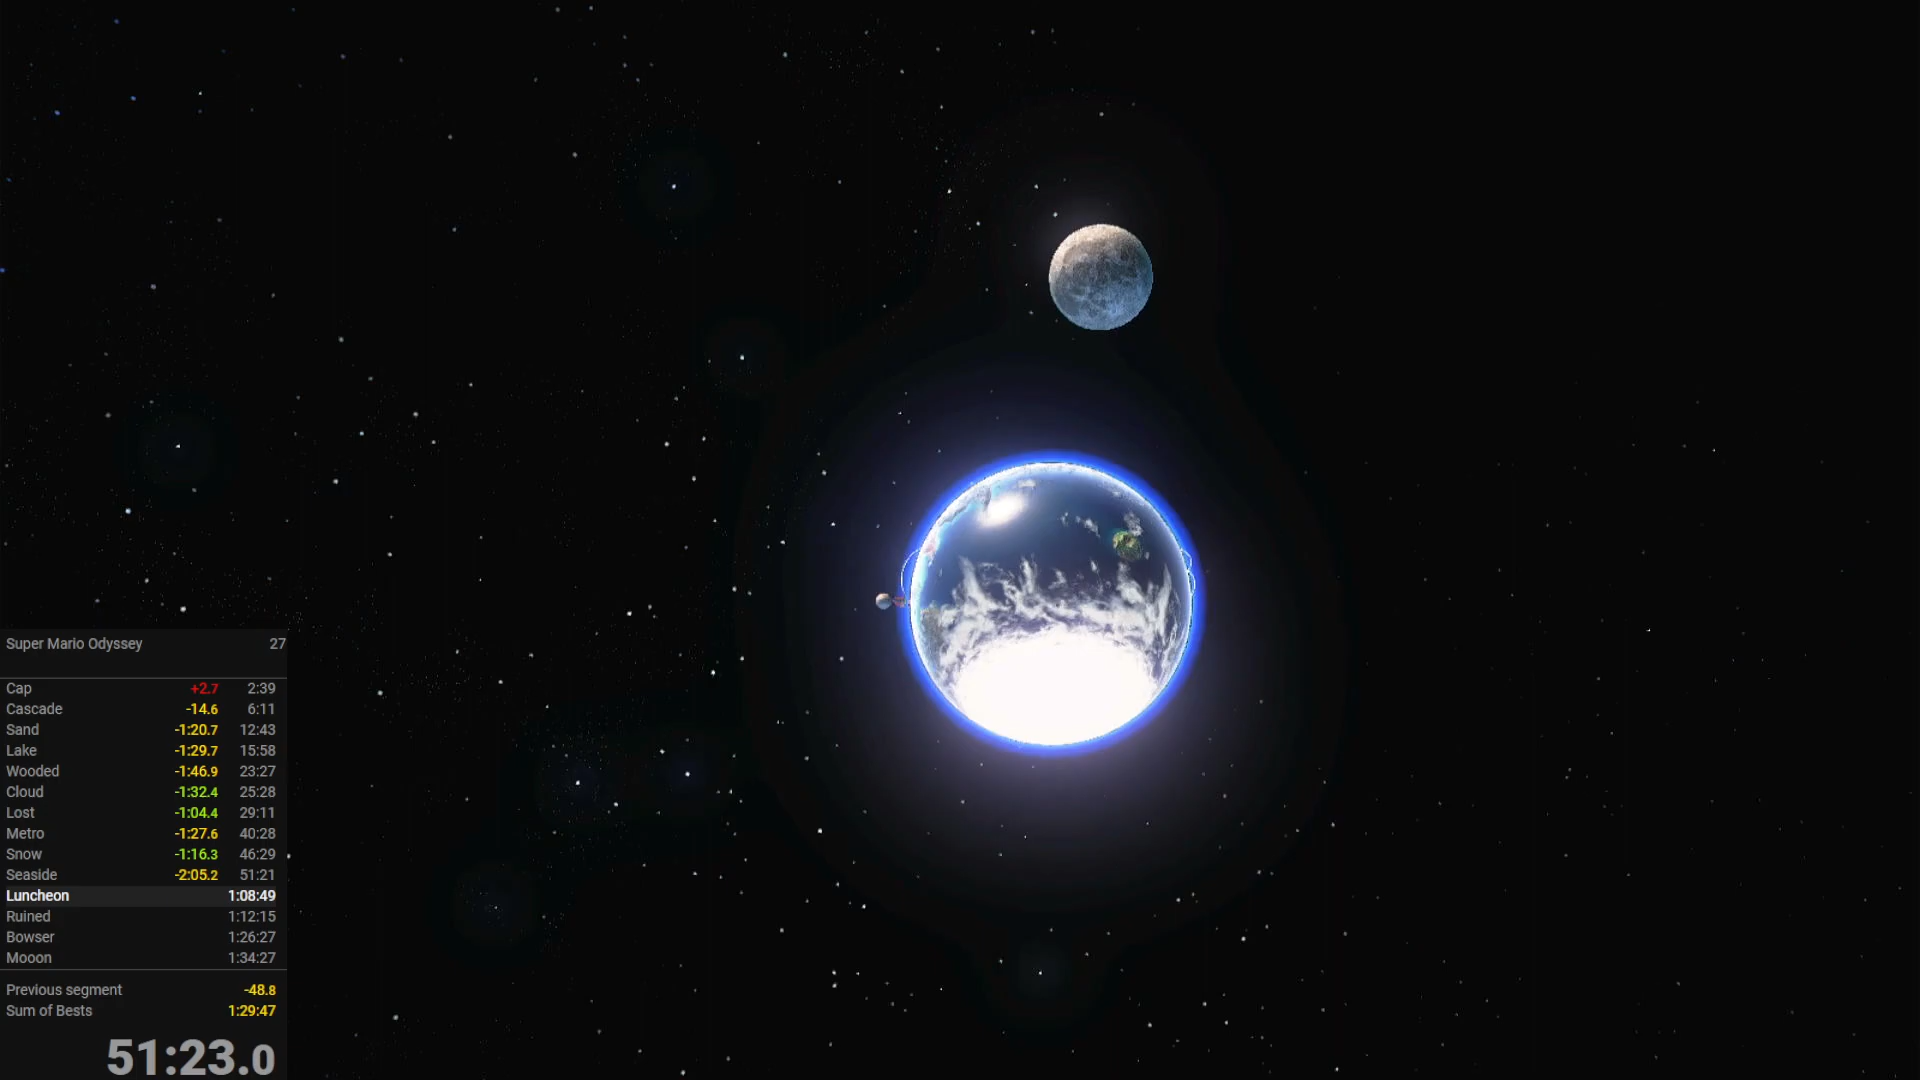 Super Mario Odyssey 27
Cap +2.7 2:39
Cascade -14.6 6:11
Sand -1:20.7 12:43
Lake -1:29.7 15:58
Wooded -1:46.9 23:27
Cloud -1:32.4 25:28
Lost -1:04.4 29:11
Metro -1:27.6 40:28
Snow -1:16.3 46:29
Seaside -2:05.2 51:21
Luncheon 1:08:49
Ruined 1:12:15
Bowser 1:26:27
Mooon 1:34:27
Previous segment -48.8
Sum of Bests 1:29:47
51:23.0